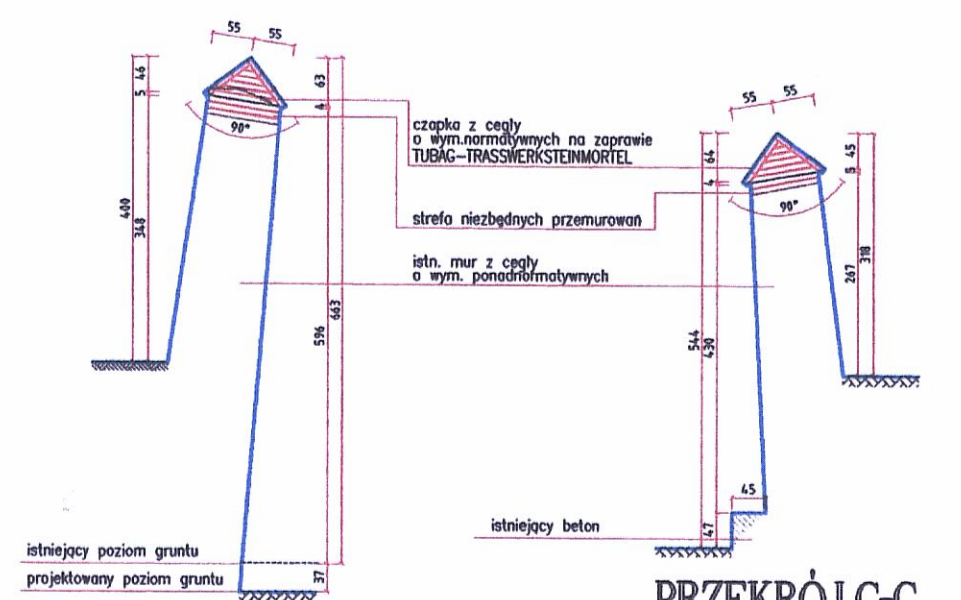 55 55
46
5
63
4
90°
400
348
596
663
czapka z cegły
o wym.normatywnych na zaprawie
TUBAG-TRASSWERKSTEINMORTEL
strefa niezbędnych przemurowań
istn. mur z cegły
o wym. ponadnormatywnych
55 55
64
4
45
5
90°
267
318
544
430
45
47
istniejący beton
istniejący poziom gruntu
projektowany poziom gruntu
37
PRZEKRÓJ C-C